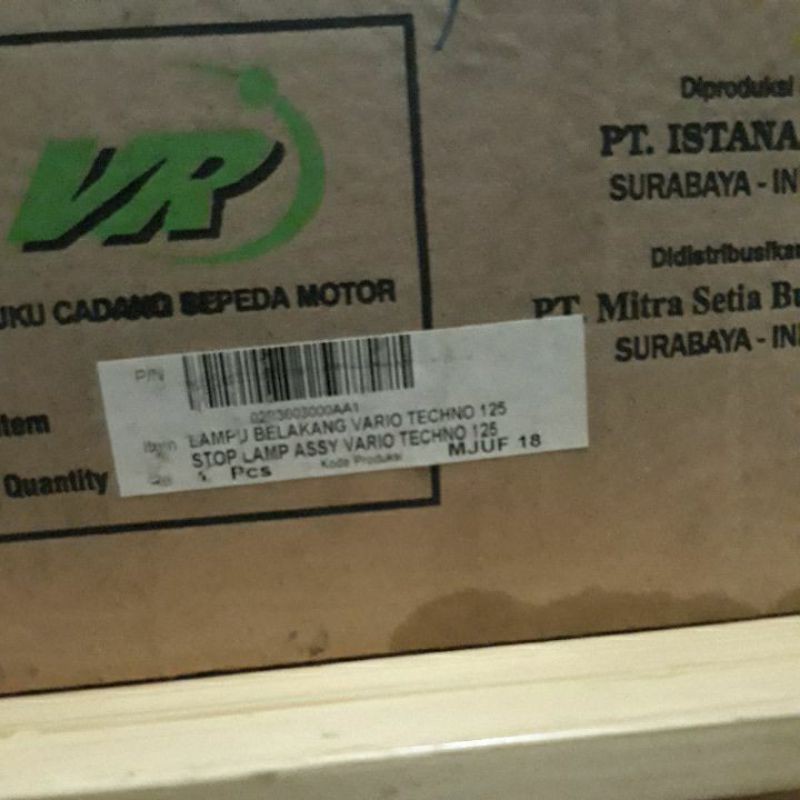 VR
UKU CADANG SEPEDA MOTOR
Diproduksi
PT. ISTANA
SURABAYA - IN
Didistribusikan
PT. Mitra Setia Bu
SURABAYA - IN
P/N
Item
LAMPU BELAKANG VARIO TECHNO 125
Item
STOP LAMP ASSY VARIO TECHNO 125
Quantity
Pcs Kode Produksi MJUF 18